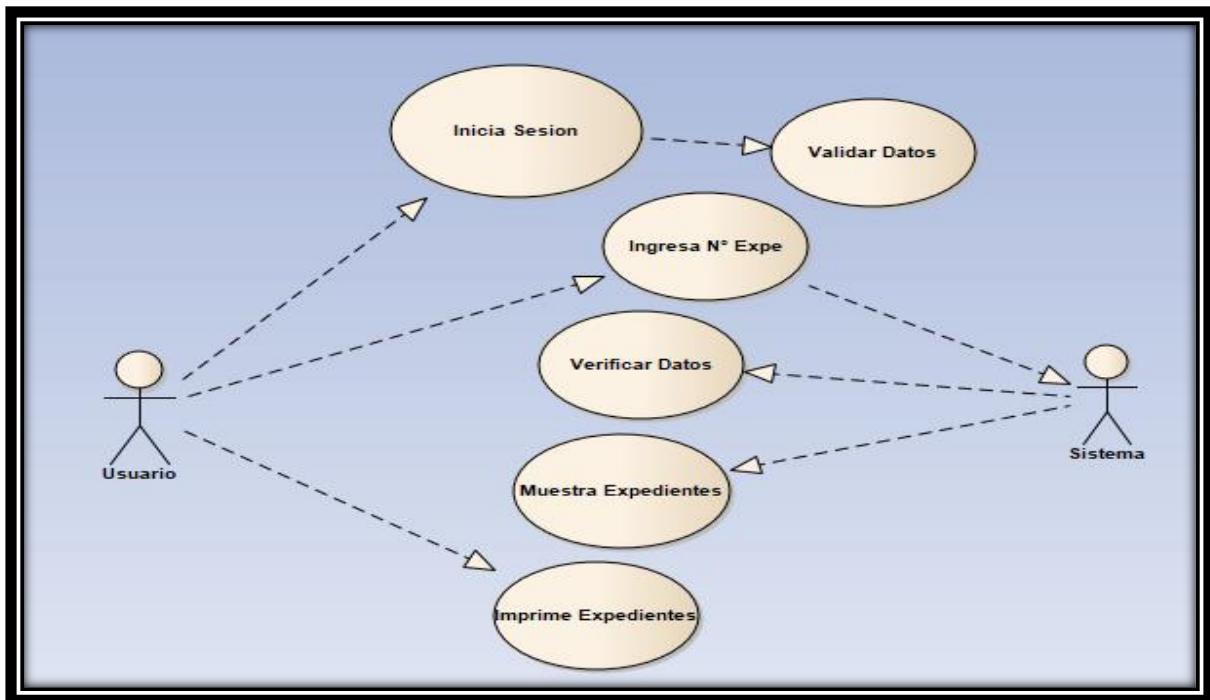 Inicia Sesion
Validar Datos
Ingresa N° Expe
Verificar Datos
Usuario
Sistema
Muestra Expedientes
Imprime Expedientes